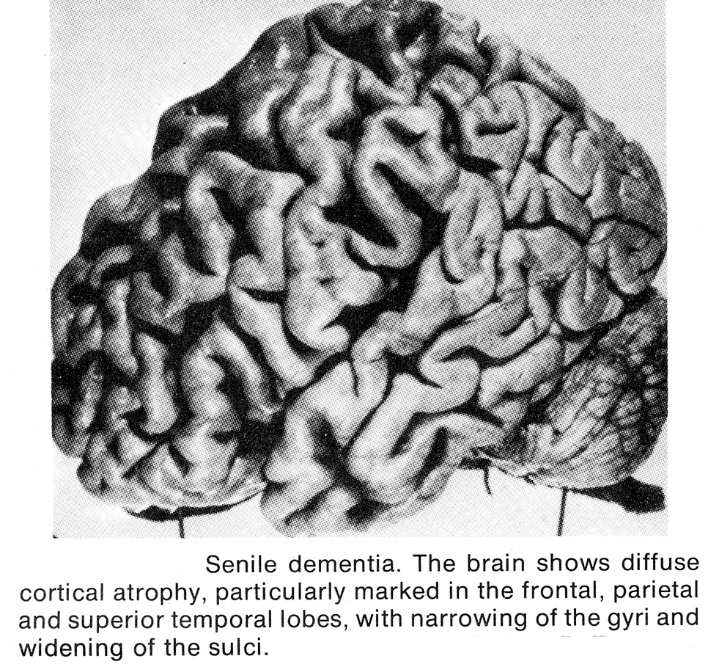 Senile dementia. The brain shows diffuse
cortical atrophy, particularly marked in the frontal, parietal
and superior temporal lobes, with narrowing of the gyri and
widening of the sulci.